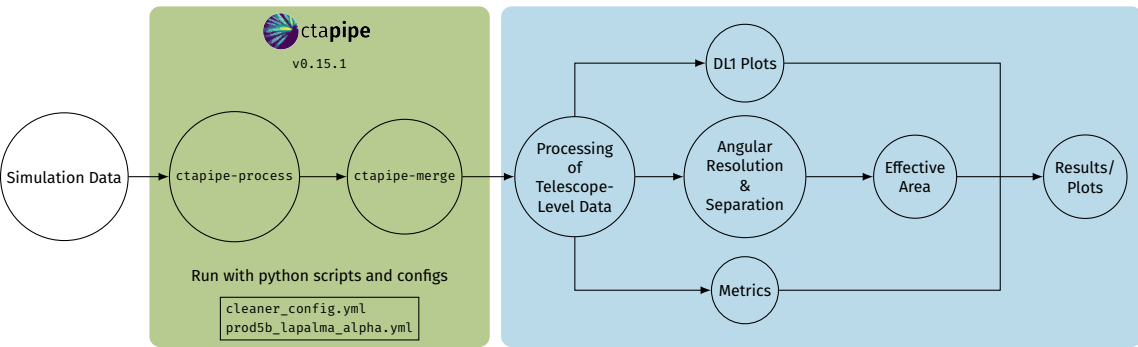 ctapipe
v0.15.1
Simulation Data
ctapipe-process
ctapipe-merge
Run with python scripts and configs
cleaner_config.yml
prod5b_lapalma_alpha.yml
Processing
of
Telescope-
Level Data
DL1 Plots
Angular
Resolution
&
Separation
Metrics
Effective
Area
Results/
Plots